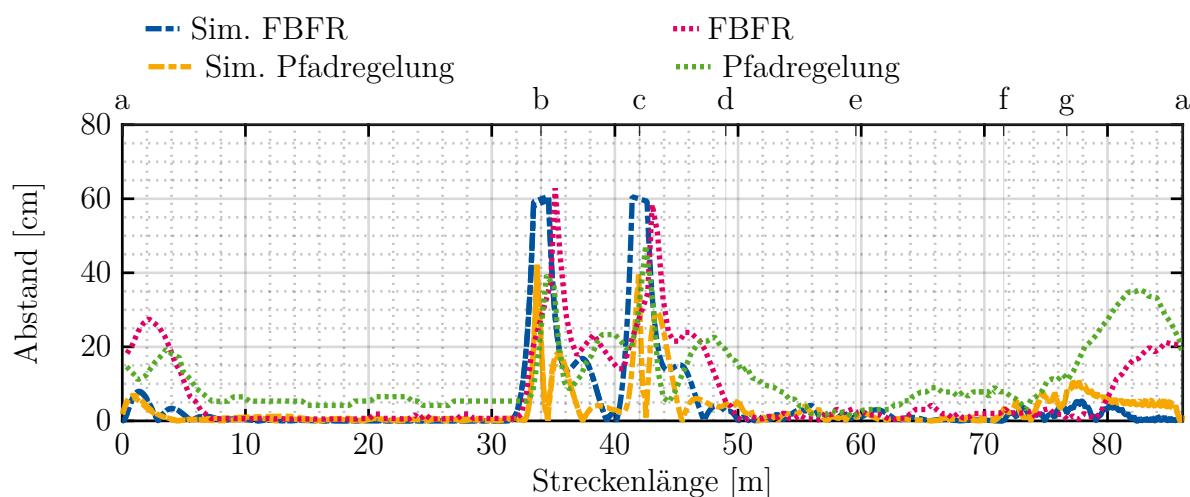 Sim. FBFR FBFR
Sim. Pfadregelung Pfadregelung
a b c d e f g a
80
60
40
20
0
Abstand [cm]
0 10 20 30 40 50 60 70 80
Streckenlänge [m]